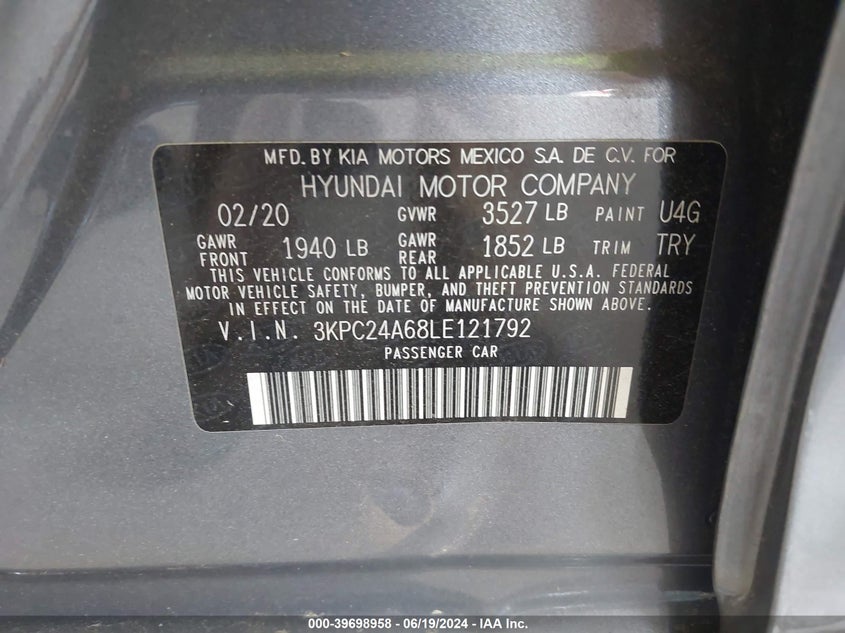 MFD. BY KIA MOTORS MEXICO S.A. DE C.V. FOR
HYUNDAI MOTOR COMPANY
02/20 GVWR 3527 LB PAINT U4G
GAWR FRONT 1940 LB GAWR REAR 1852 LB TRIM TRY
THIS VEHICLE CONFORMS TO ALL APPLICABLE U.S.A. FEDERAL
MOTOR VEHICLE SAFETY, BUMPER, AND THEFT PREVENTION STANDARDS
IN EFFECT ON THE DATE OF MANUFACTURE SHOWN ABOVE.
V.I.N. 3KPC24A68LE121792
PASSENGER CAR
000-39698958 - 06/19/2024 - IAA Inc.